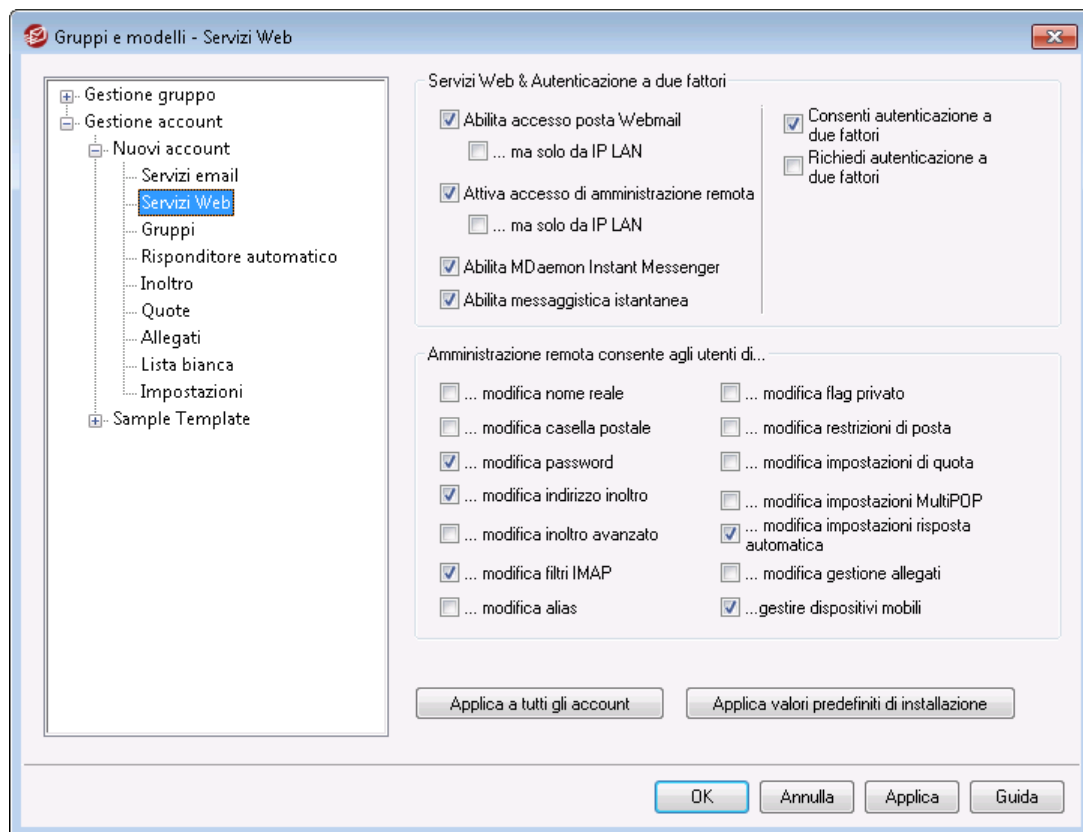 Gruppi e modelli - Servizi Web
Gestione gruppo
Gestione account
Nuovi account
Servizi email
Servizi Web
Gruppi
Risponditore automatico
Inoltro
Quote
Allegati
Lista bianca
Impostazioni
Sample Template
Servizi Web & Autenticazione a due fattori
Abilita accesso posta Webmail
... ma solo da IP LAN
Attiva accesso di amministrazione remota
... ma solo da IP LAN
Abilita MDaemon Instant Messenger
Abilita messaggistica istantanea
Consenti autenticazione a
due fattori
Richiedi autenticazione a
due fattori
Amministrazione remota consente agli utenti di...
... modifica nome reale
... modifica casella postale
... modifica password
... modifica indirizzo inoltro
... modifica inoltro avanzato
... modifica filtri IMAP
... modifica alias
... modifica flag privato
... modifica restrizioni di posta
... modifica impostazioni di quota
... modifica impostazioni MultiPOP
... modifica impostazioni risposta
automatica
... modifica gestione allegati
...gestire dispositivi mobili
Applica a tutti gli account
Applica valori predefiniti di installazione
OK
Annulla
Applica
Guida